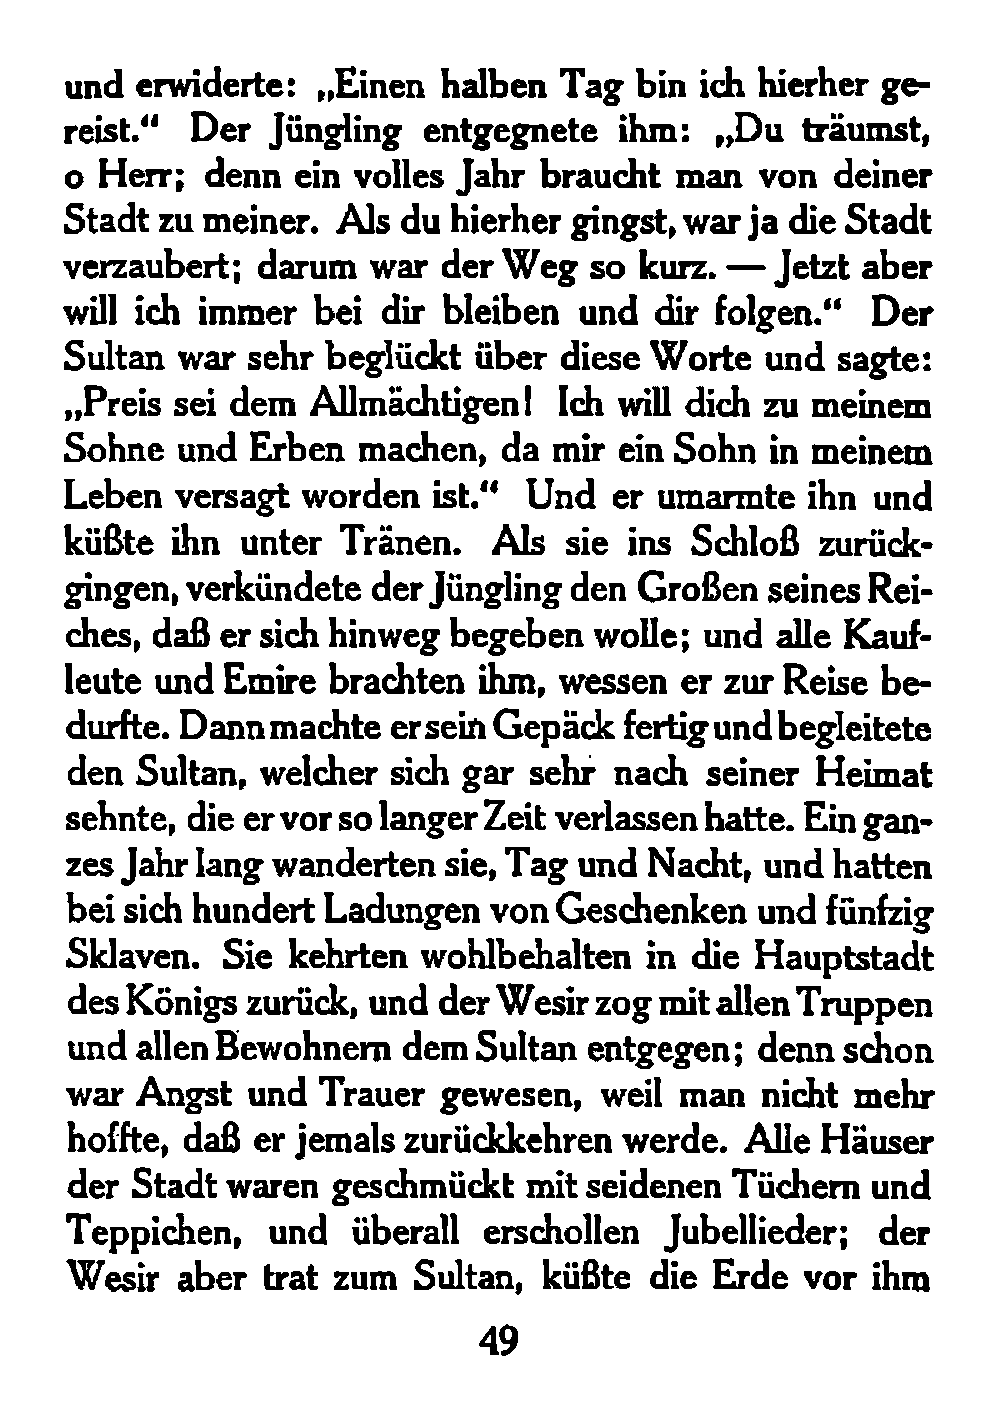 und erwiderte: „Einen halben Tag bin ich hierher ge-
reist.“ Der Jüngling entgegnete ihm: „Du träumst,
o Herr; denn ein volles Jahr braucht man von deiner
Stadt zu meiner. Als du hierher gingst, war ja die Stadt
verzaubert; darum war der Weg so kurz. — Jetzt aber
will ich immer bei dir bleiben und dir folgen.“ Der
Sultan war sehr beglückt über diese Worte und sagte:
„Preis sei dem Allmächtigen! Ich will dich zu meinem
Sohne und Erben machen, da mir ein Sohn in meinem
Leben versagt worden ist.“ Und er umarmte ihn und
küßte ihn unter Tränen. Als sie ins Schloß zurück-
gingen, verkündete der Jüngling den Großen seines Rei-
ches, daß er sich hinweg begeben wolle; und alle Kauf-
leute und Emire brachten ihm, wessen er zur Reise be-
durfte. Dann machte er sein Gepäck fertig und begleitete
den Sultan, welcher sich gar sehr nach seiner Heimat
sehnte, die er vor so langer Zeit verlassen hatte. Ein gan-
zes Jahr lang wanderten sie, Tag und Nacht, und hatten
bei sich hundert Ladungen von Geschenken und fünfzig
Sklaven. Sie kehrten wohlbehalten in die Hauptstadt
des Königs zurück, und der Wesir zog mit allen Truppen
und allen Bewohnern dem Sultan entgegen; denn schon
war Angst und Trauer gewesen, weil man nicht mehr
hoffte, daß er jemals zurückkehren werde. Alle Häuser
der Stadt waren geschmückt mit seidenen Tüchern und
Teppichen, und überall erschollen Jubellieder; der
Wesir aber trat zum Sultan, küßte die Erde vor ihm
49